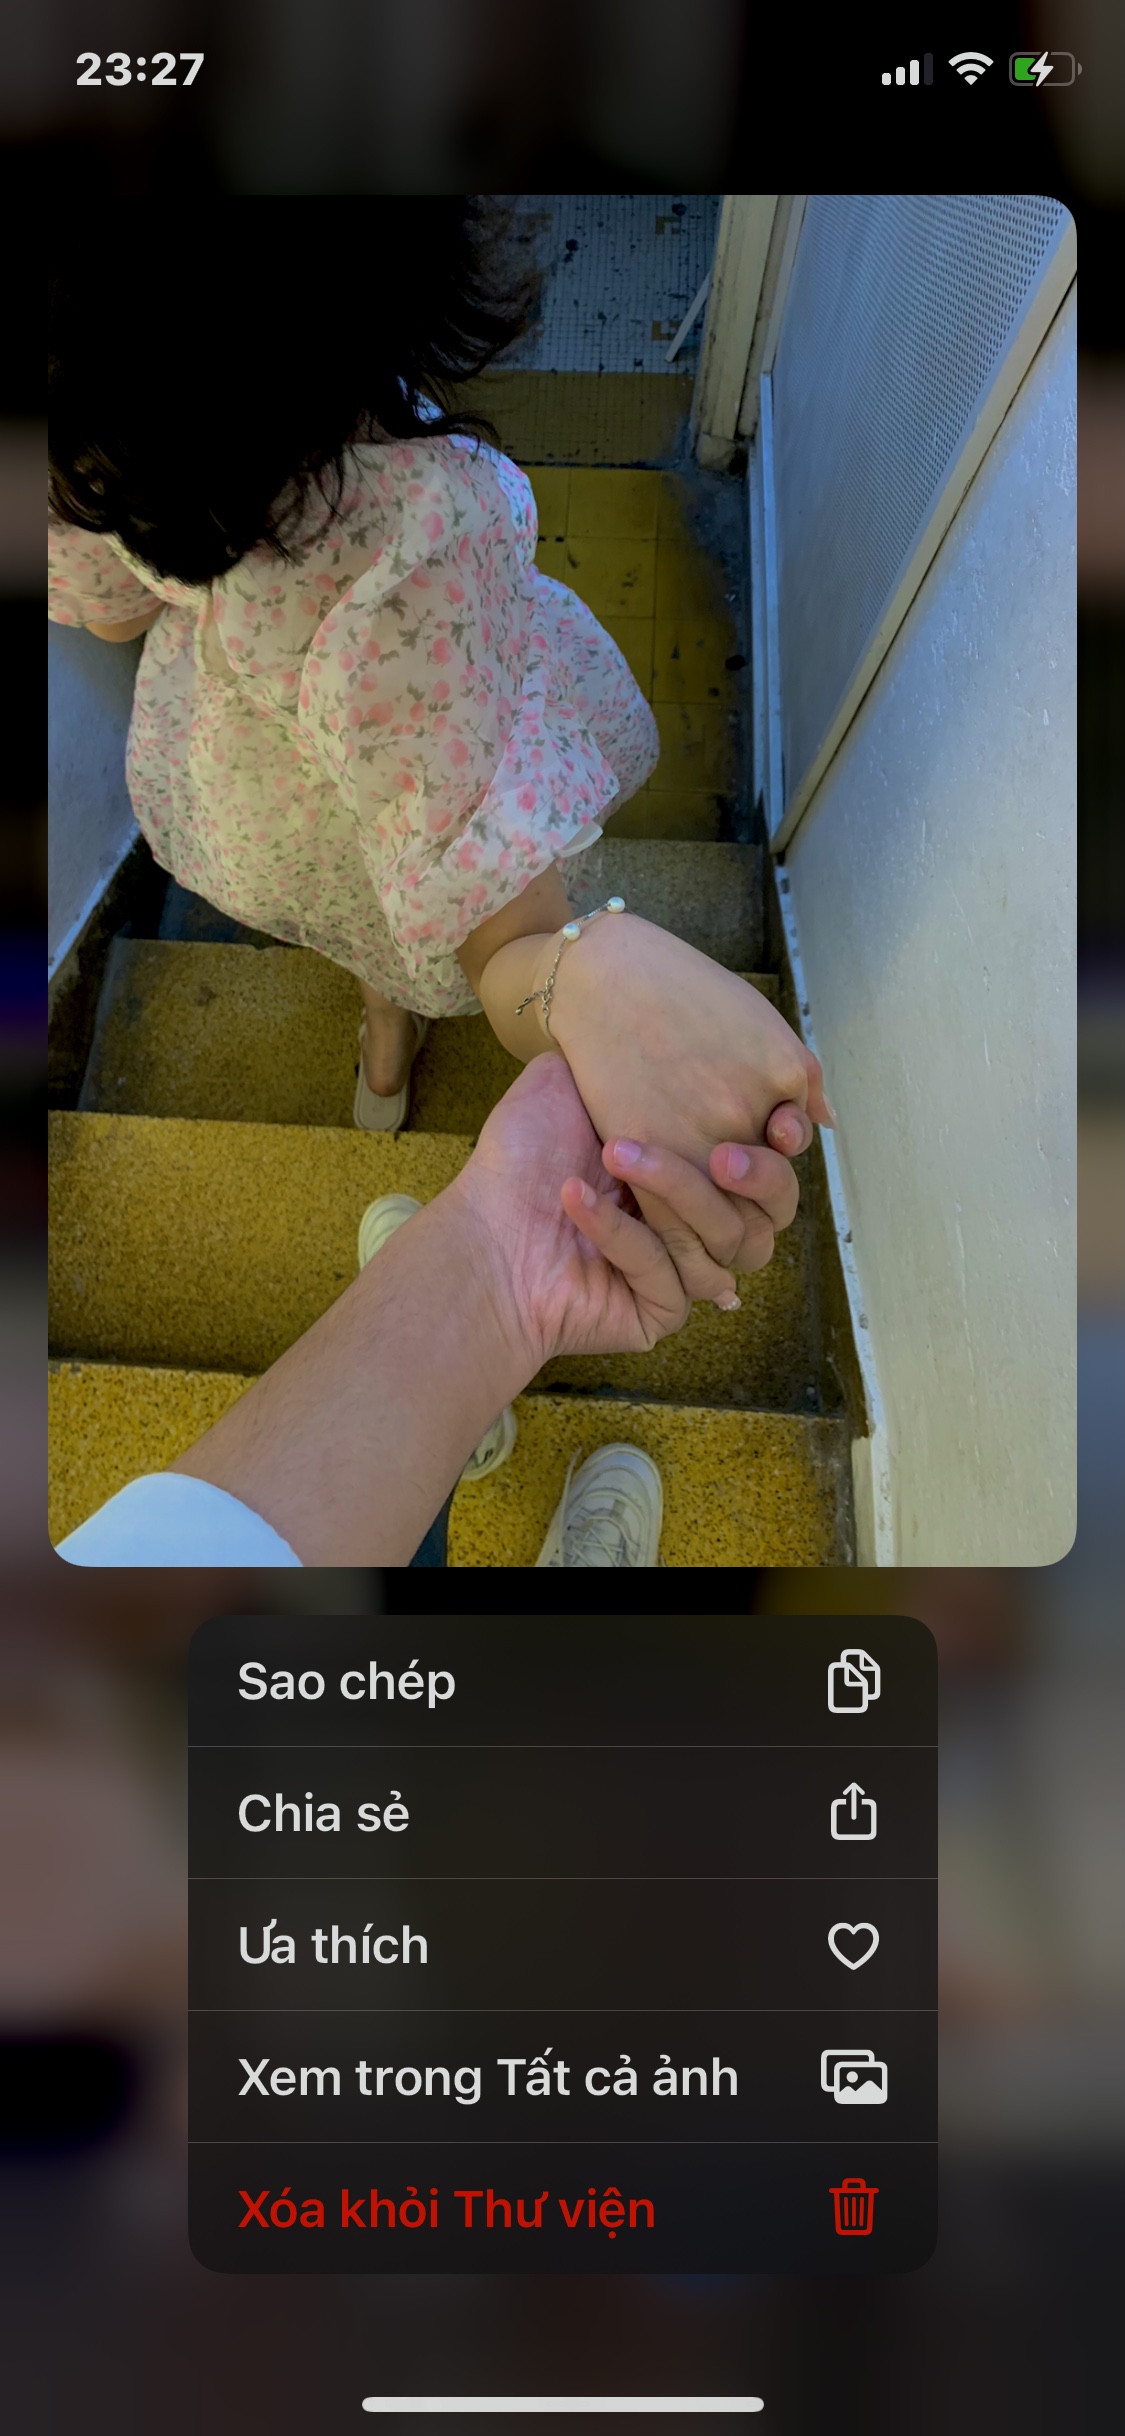 23:27
Sao chép
Chia sẻ
Ưa thích
Xem trong Tất cả ảnh
Xóa khỏi Thư viện